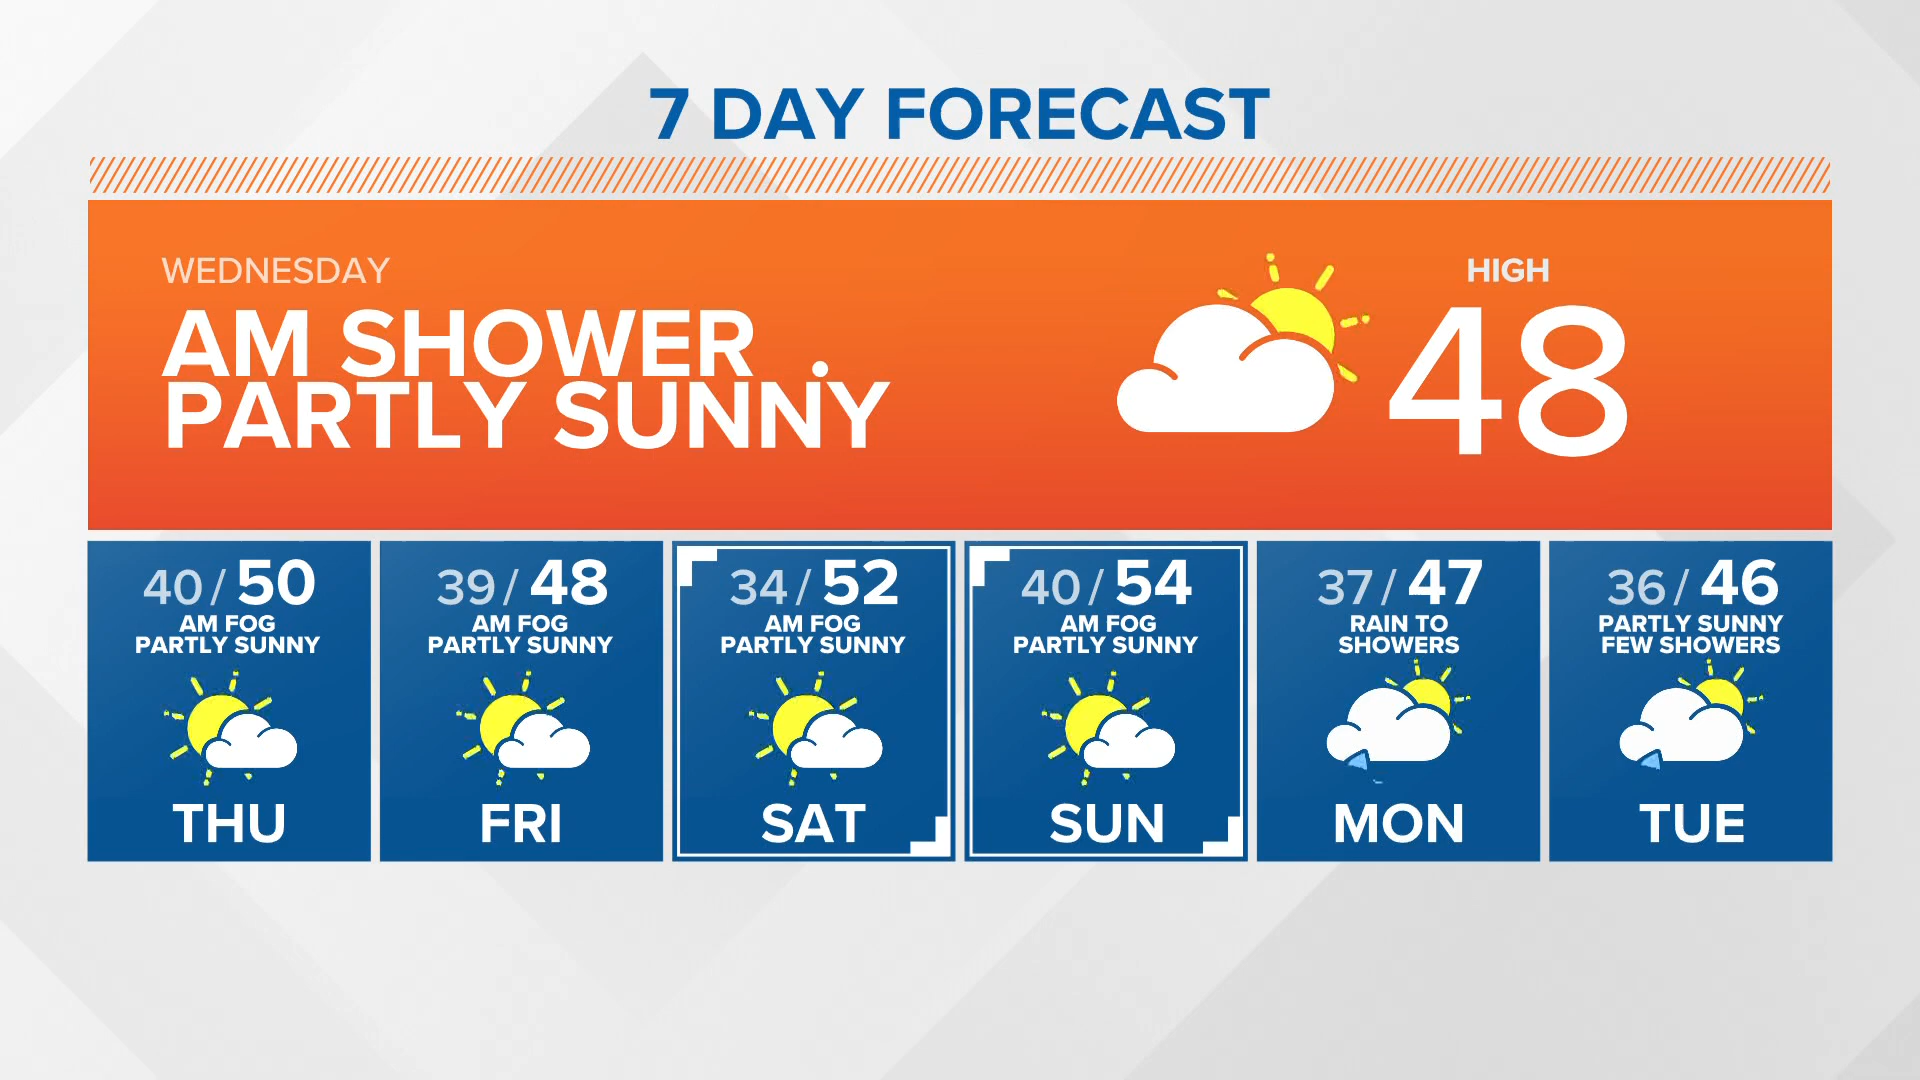 7 DAY FORECAST
WEDNESDAY
AM SHOWER
PARTLY SUNNY
HIGH
48
40/50
AM FOG
PARTLY SUNNY
THU
39/48
AM FOG
PARTLY SUNNY
FRI
34/52
AM FOG
PARTLY SUNNY
SAT
40/54
AM FOG
PARTLY SUNNY
SUN
37/47
RAIN TO
SHOWERS
MON
36/46
PARTLY SUNNY
FEW SHOWERS
TUE